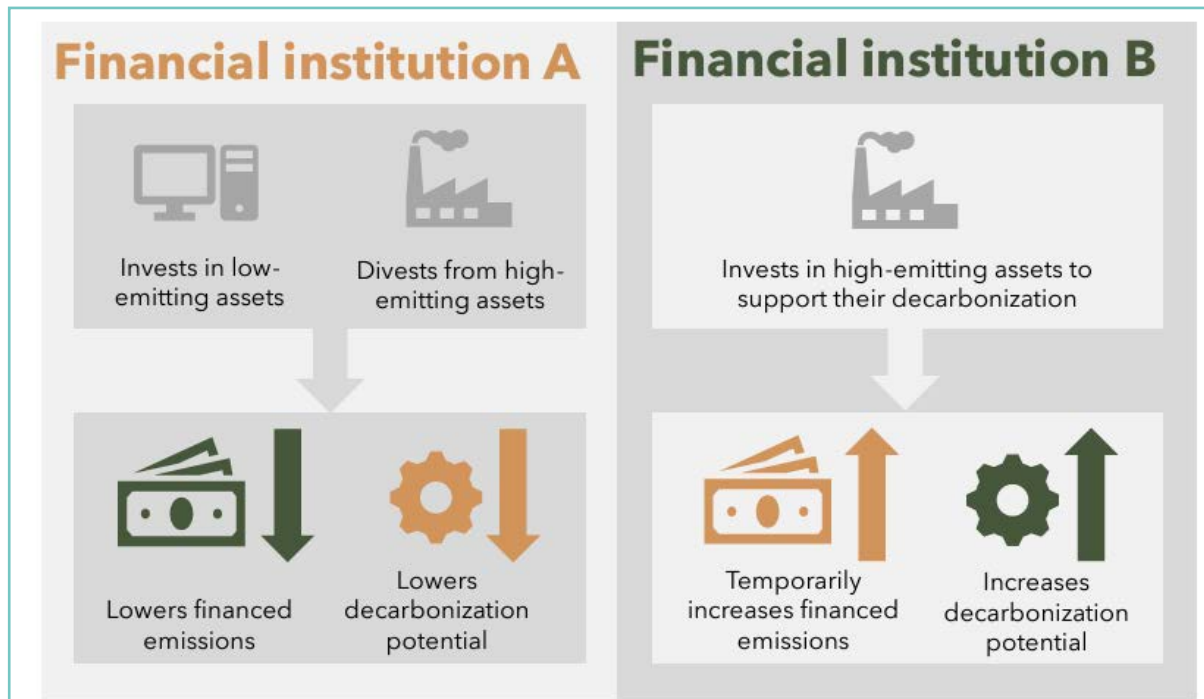 Financial institution A
Invests in low-
emitting assets
Divests from high-
emitting assets
Lowers financed
emissions
Lowers
decarbonization
potential
Financial institution B
Invests in high-emitting assets to
support their decarbonization
Temporarily
increases financed
emissions
Increases
decarbonization
potential